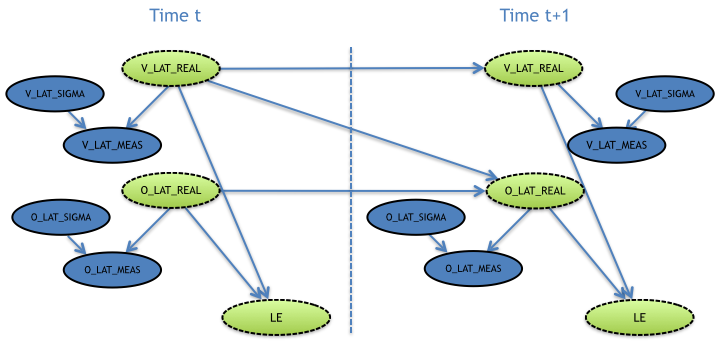 Time t
Time t+1
V_LAT_REAL
V_LAT_REAL
V_LAT_SIGMA
V_LAT_SIGMA
V_LAT_MEAS
V_LAT_MEAS
O_LAT_REAL
O_LAT_REAL
O_LAT_SIGMA
O_LAT_SIGMA
O_LAT_MEAS
O_LAT_MEAS
LE
LE